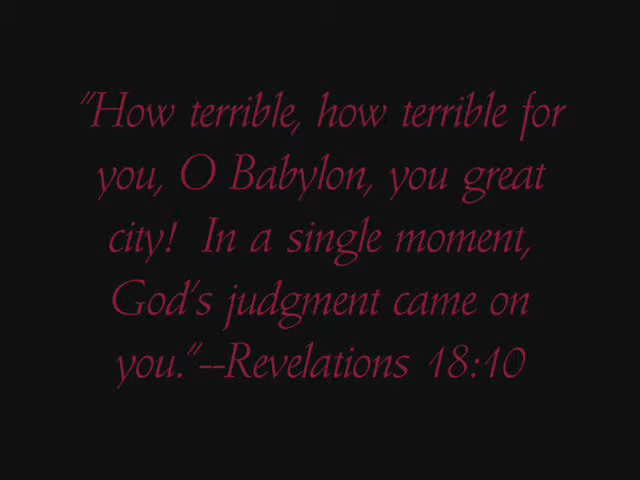 "How terrible, how terrible for
you, O Babylon, you great
city!  In a single moment,
God's judgment came on
you."--Revelations 18:10